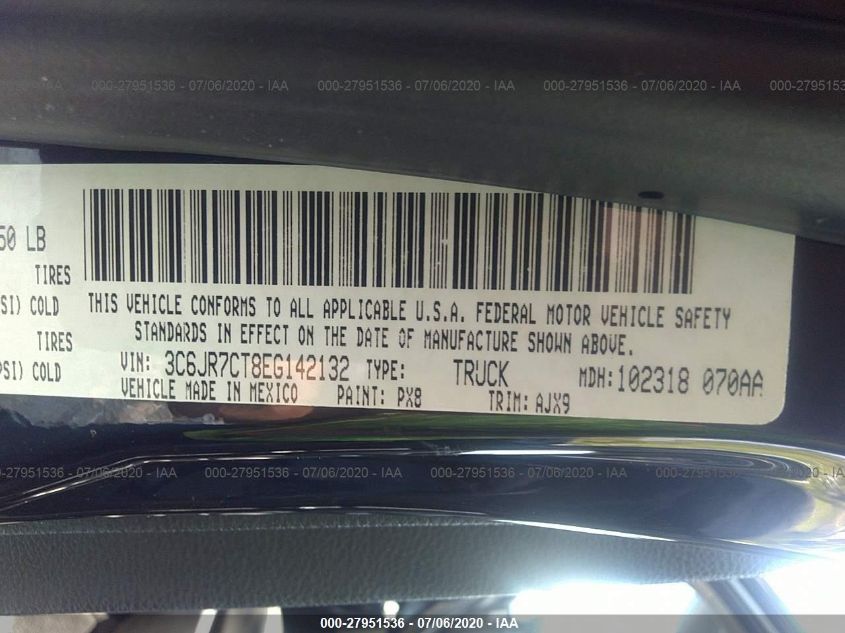 000-27951536 - 07/06/2020 - IAA 000-27951536 - 07/06/2020 - IAA 000-27951536 - 07/06/2020 - IAA 000-27951536
50 LB
TIRES
SI) COLD
TIRES
PSI) COLD
THIS VEHICLE CONFORMS TO ALL APPLICABLE U.S.A. FEDERAL MOTOR VEHICLE SAFETY
STANDARDS IN EFFECT ON THE DATE OF MANUFACTURE SHOWN ABOVE.
VIN: 3C6JR7CT8EG142132 TYPE: TRUCK MDH: 102318 070AA
VEHICLE MADE IN MEXICO PAINT: PX8 TRIM: AJX9
000-27951536 - 07/06/2020 - IAA 000-27951536 - 07/06/2020 - IAA 000-27951536 - 07/06/2020 - IAA
000-27951536 - 07/06/2020 - IAA